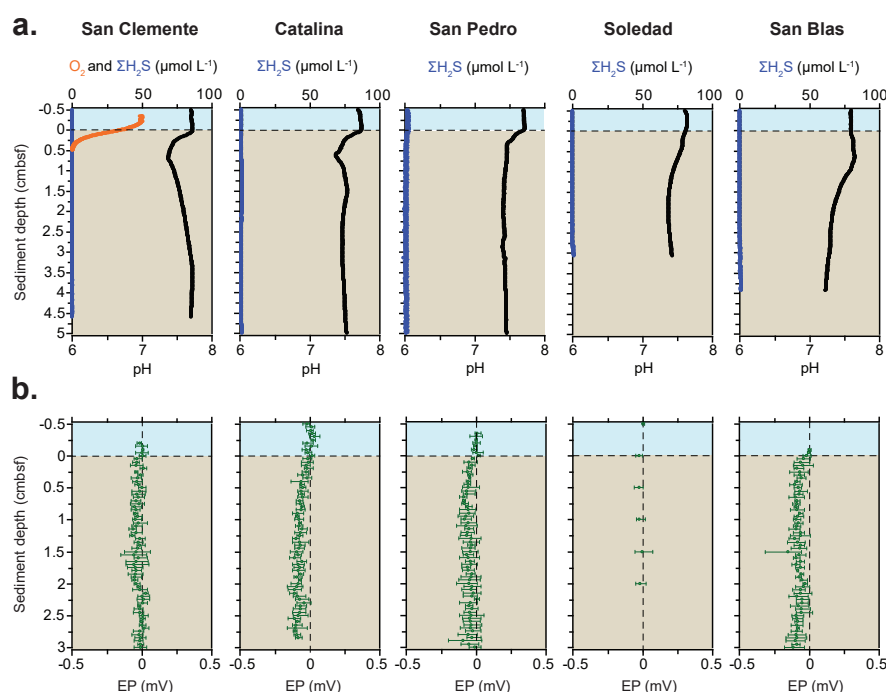 a. San Clemente Catalina San Pedro Soledad San Blas
O₂ and ΣH₂S (µmol L⁻¹) ΣH₂S (µmol L⁻¹) ΣH₂S (µmol L⁻¹) ΣH₂S (µmol L⁻¹) ΣH₂S (µmol L⁻¹)
0 50 100 0 50 100 0 50 100 0 50 100 0 50 100
-0.5
0
0.5
1
1.5
2
2.5
3
3.5
4
4.5
5
Sediment depth (cmbsf)
6 7 8 6 7 8 6 7 8 6 7 8 6 7 8
pH pH pH pH pH
b.
-0.5
0
0.5
1
1.5
2
2.5
3
Sediment depth (cmbsf)
-0.5 0 0.5 -0.5 0 0.5 -0.5 0 0.5 -0.5 0 0.5 -0.5 0 0.5
EP (mV) EP (mV) EP (mV) EP (mV) EP (mV)